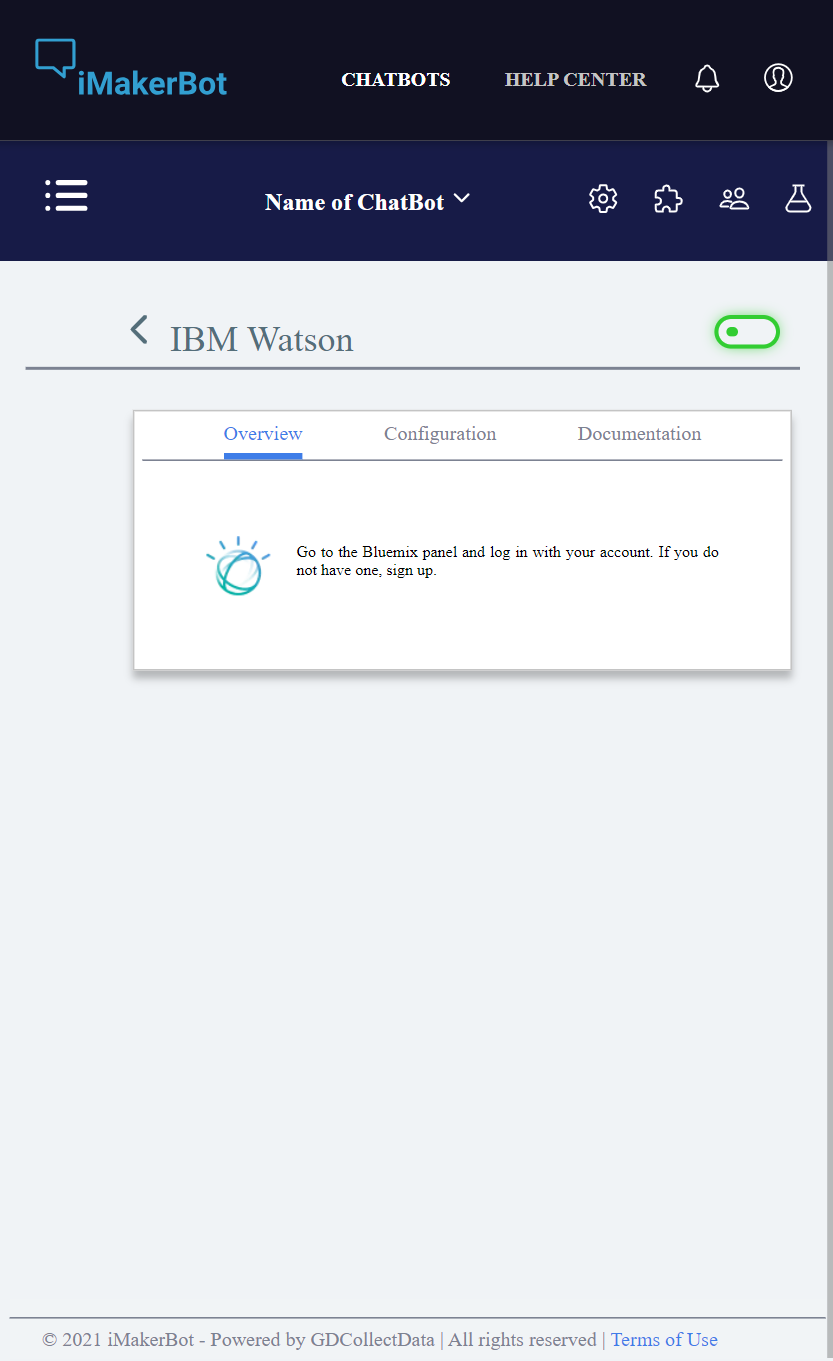 iMakerBot
CHATBOTS
HELP CENTER
Name of ChatBot
IBM Watson
Overview
Configuration
Documentation
Go to the Bluemix panel and log in with your account. If you do
not have one, sign up.
© 2021 iMakerBot - Powered by GDCollectData | All rights reserved | Terms of Use